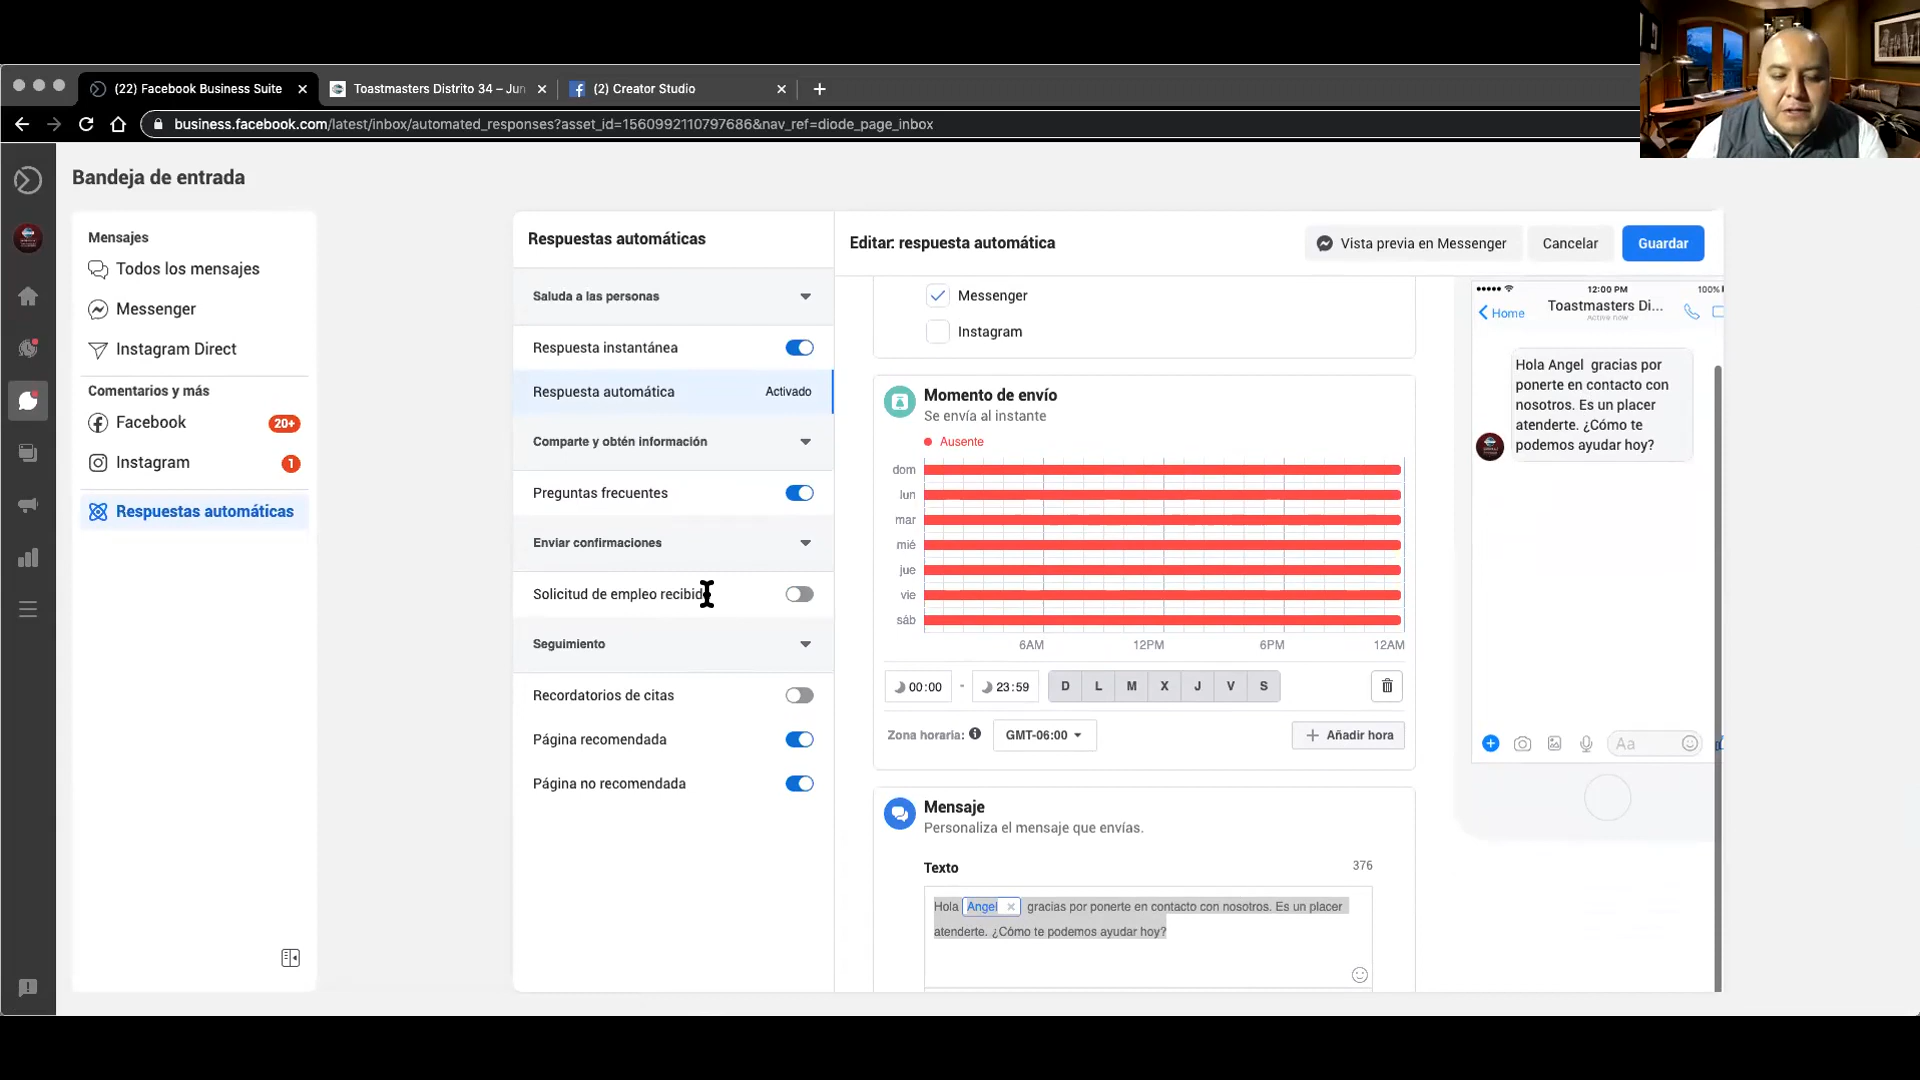 (22) Facebook Business Suite
Toastmasters Distrito 34 – Jun
(2) Creator Studio
business.facebook.com/latest/inbox/automated_responses?asset_id=1560992110797686&nav_ref=diode_page_inbox
Bandeja de entrada
Mensajes
Todos los mensajes
Messenger
Instagram Direct
Comentarios y más
Facebook 20+
Instagram 1
Respuestas automáticas
Respuestas automáticas
Saluda a las personas
Respuesta instantánea
Respuesta automática Activado
Comparte y obtén información
Preguntas frecuentes
Enviar confirmaciones
Solicitud de empleo recibida
Seguimiento
Recordatorios de citas
Página recomendada
Página no recomendada
Editar: respuesta automática
Vista previa en Messenger
Cancelar
Guardar
Messenger
Instagram
Momento de envío
Se envía al instante
Ausente
dom
lun
mar
mié
jue
vie
sáb
6AM 12PM 6PM 12AM
00:00 - 23:59 D L M X J V S
Zona horaria: GMT-06:00
Añadir hora
Mensaje
Personaliza el mensaje que envías.
Texto 376
Hola Angel gracias por ponerte en contacto con nosotros. Es un placer
atenderte. ¿Cómo te podemos ayudar hoy?
12:00 PM 100%
Home
Toastmasters Di...
Active now
Hola Angel gracias por
ponerte en contacto con
nosotros. Es un placer
atenderte. ¿Cómo te
podemos ayudar hoy?
Aa